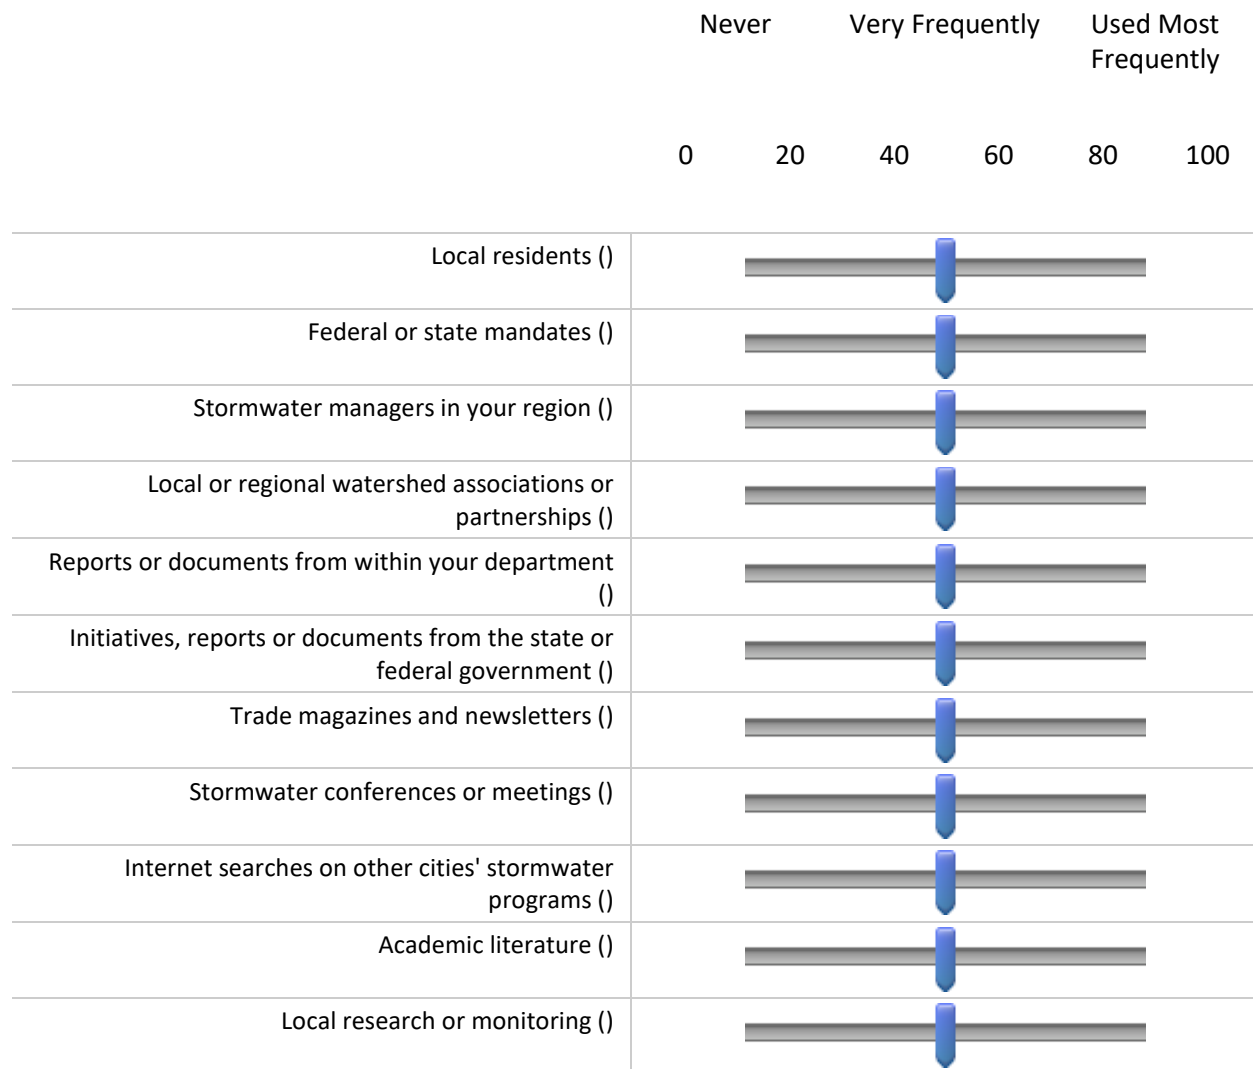 Never Very Frequently Used Most
Frequently
0 20 40 60 80 100
Local residents ()
Federal or state mandates ()
Stormwater managers in your region ()
Local or regional watershed associations or
partnerships ()
Reports or documents from within your department
()
Initiatives, reports or documents from the state or
federal government ()
Trade magazines and newsletters ()
Stormwater conferences or meetings ()
Internet searches on other cities' stormwater
programs ()
Academic literature ()
Local research or monitoring ()